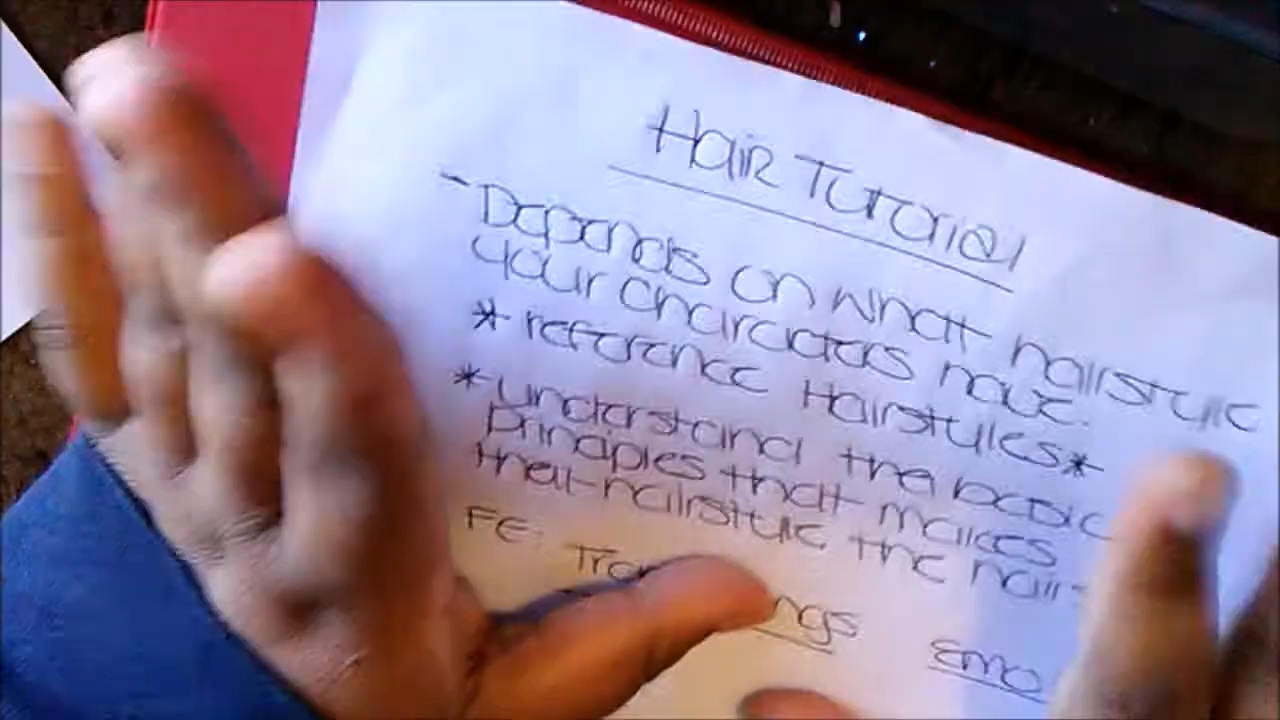 Hair Tutorial
- Depends on what hairstyle
your characters have.
* reference Hairstyles *
* understand the basic
principles that makes
that hairstyle the hair-
FE: Emo